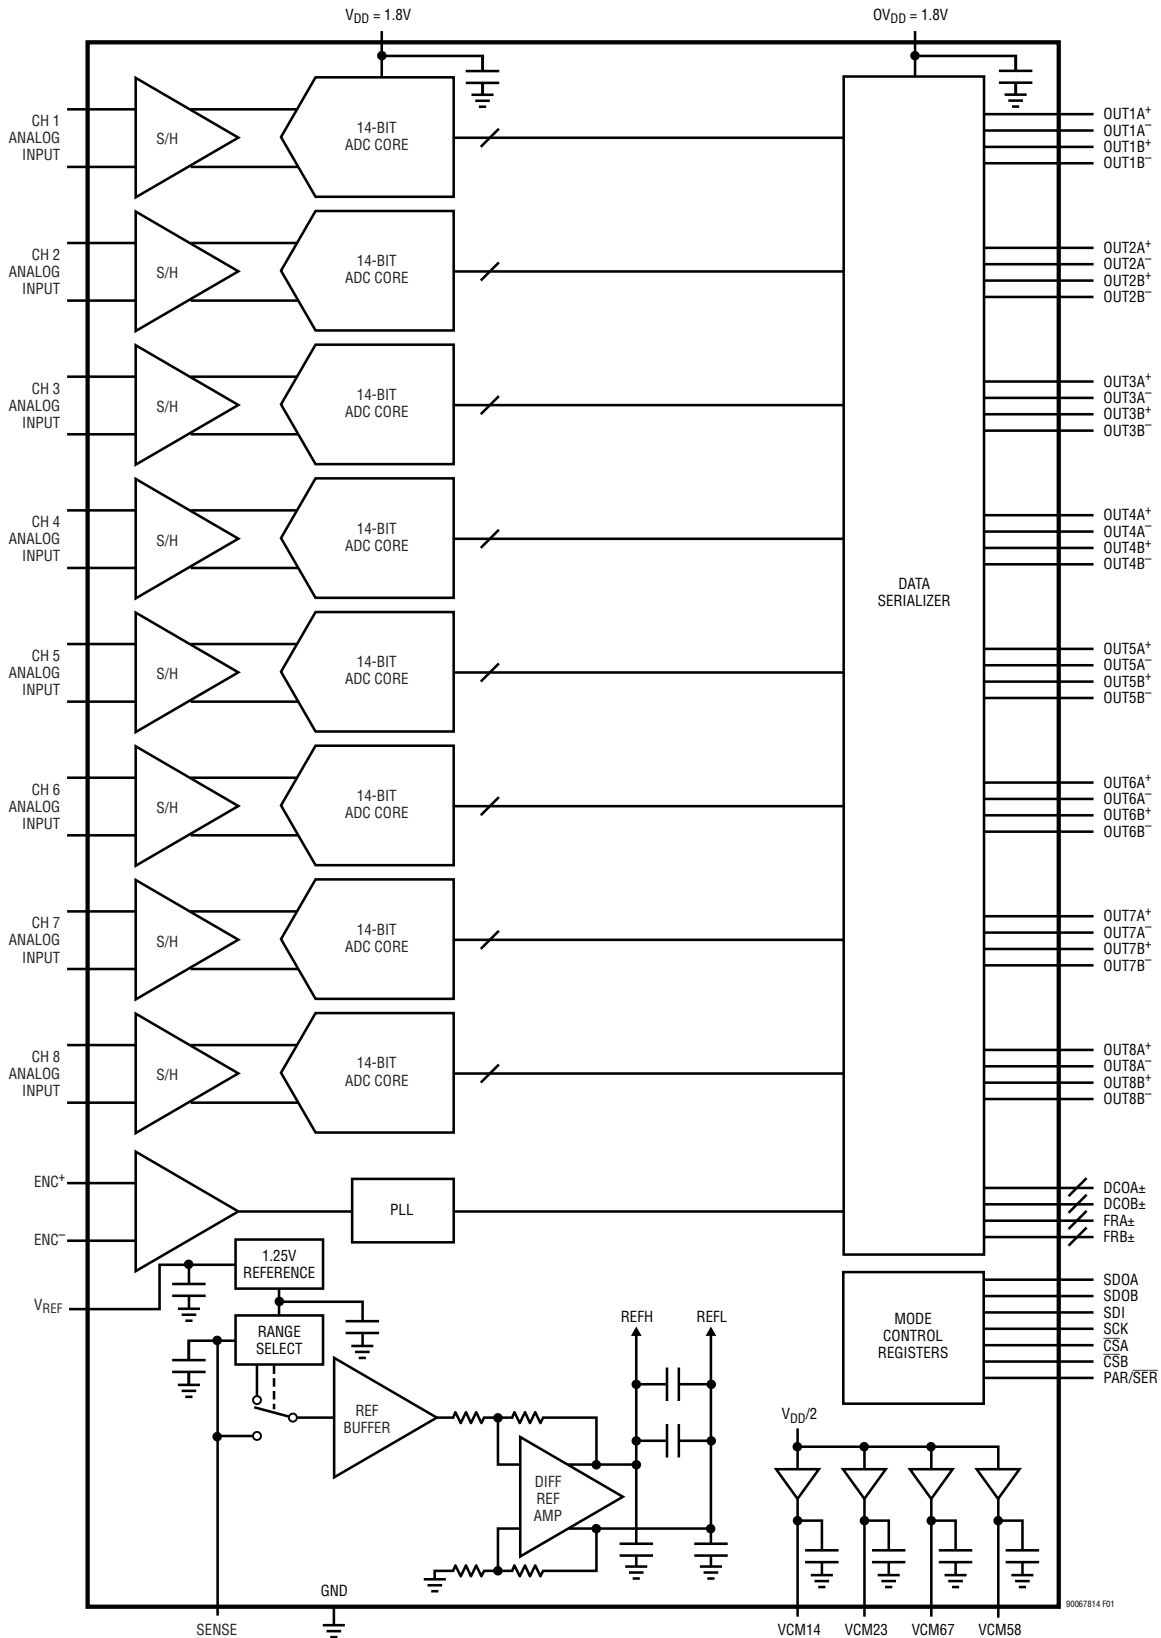 VDD = 1.8V
OVDD = 1.8V
CH 1
ANALOG
INPUT
S/H
14-BIT
ADC CORE
OUT1A+
OUT1A−
OUT1B+
OUT1B−
CH 2
ANALOG
INPUT
S/H
14-BIT
ADC CORE
OUT2A+
OUT2A−
OUT2B+
OUT2B−
CH 3
ANALOG
INPUT
S/H
14-BIT
ADC CORE
OUT3A+
OUT3A−
OUT3B+
OUT3B−
CH 4
ANALOG
INPUT
S/H
14-BIT
ADC CORE
OUT4A+
OUT4A−
OUT4B+
OUT4B−
DATA
SERIALIZER
CH 5
ANALOG
INPUT
S/H
14-BIT
ADC CORE
OUT5A+
OUT5A−
OUT5B+
OUT5B−
CH 6
ANALOG
INPUT
S/H
14-BIT
ADC CORE
OUT6A+
OUT6A−
OUT6B+
OUT6B−
CH 7
ANALOG
INPUT
S/H
14-BIT
ADC CORE
OUT7A+
OUT7A−
OUT7B+
OUT7B−
CH 8
ANALOG
INPUT
S/H
14-BIT
ADC CORE
OUT8A+
OUT8A−
OUT8B+
OUT8B−
ENC+
ENC−
PLL
DCOA±
DCOB±
FRA±
FRB±
1.25V
REFERENCE
VREF
RANGE
SELECT
REFH
REFL
MODE
CONTROL
REGISTERS
SDOA
SDOB
SDI
SCK
C̅S̅A
C̅S̅B
PAR/S̅E̅R̅
REF
BUFFER
DIFF
REF
AMP
VDD/2
GND
SENSE
VCM14
VCM23
VCM67
VCM58
90067814 F01